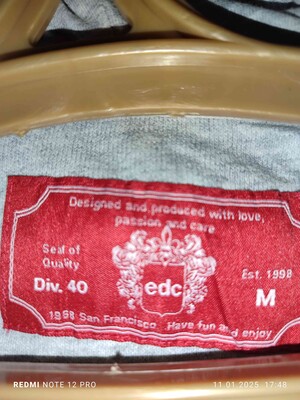 Designed and produced with love,
passion and care
Seal of
Quality
Div. 40
edc
Est. 1998
M
1968 San Francisco. Have fun and enjoy
REDMI NOTE 12 PRO
11.01.2025 17:48